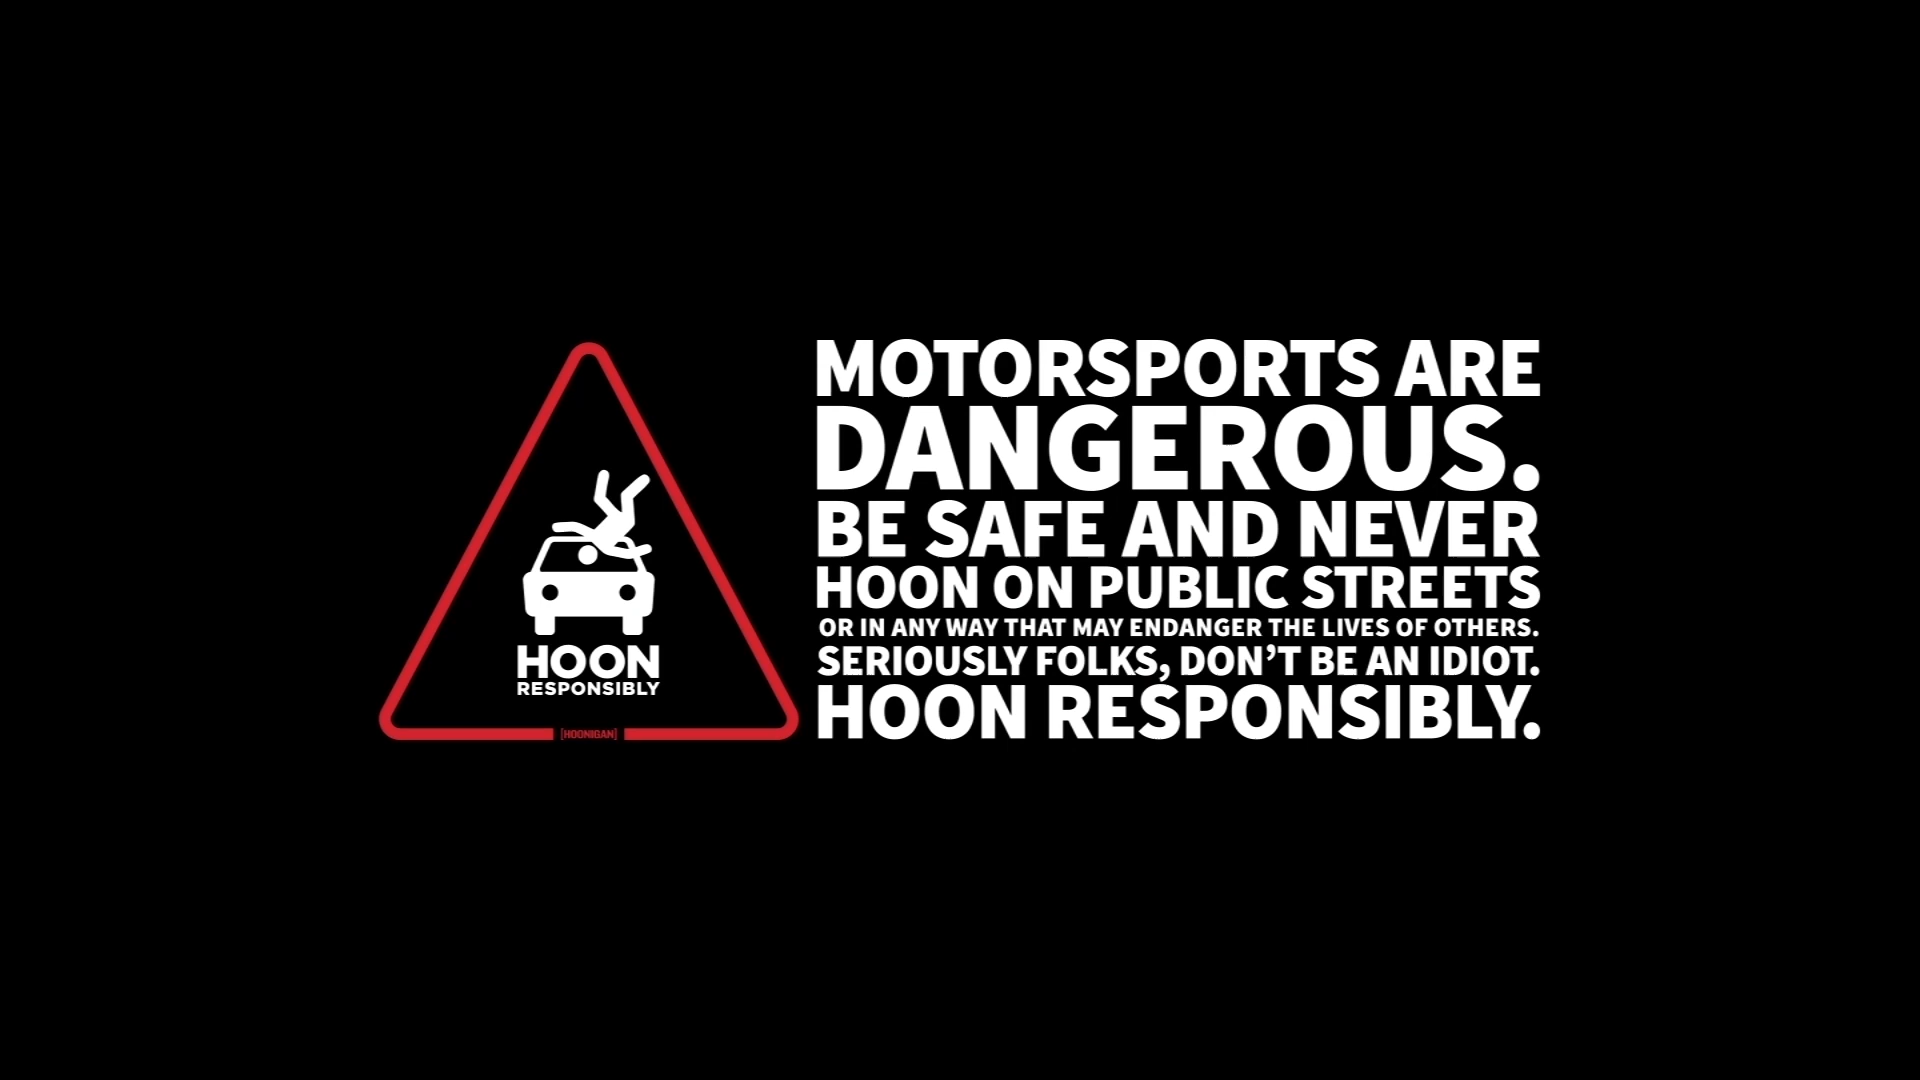 MOTORSPORTS ARE
DANGEROUS.
BE SAFE AND NEVER
HOON ON PUBLIC STREETS
OR IN ANY WAY THAT MAY ENDANGER THE LIVES OF OTHERS.
SERIOUSLY FOLKS, DON'T BE AN IDIOT.
HOON RESPONSIBLY.
HOON
RESPONSIBLY
[HOONIGAN]